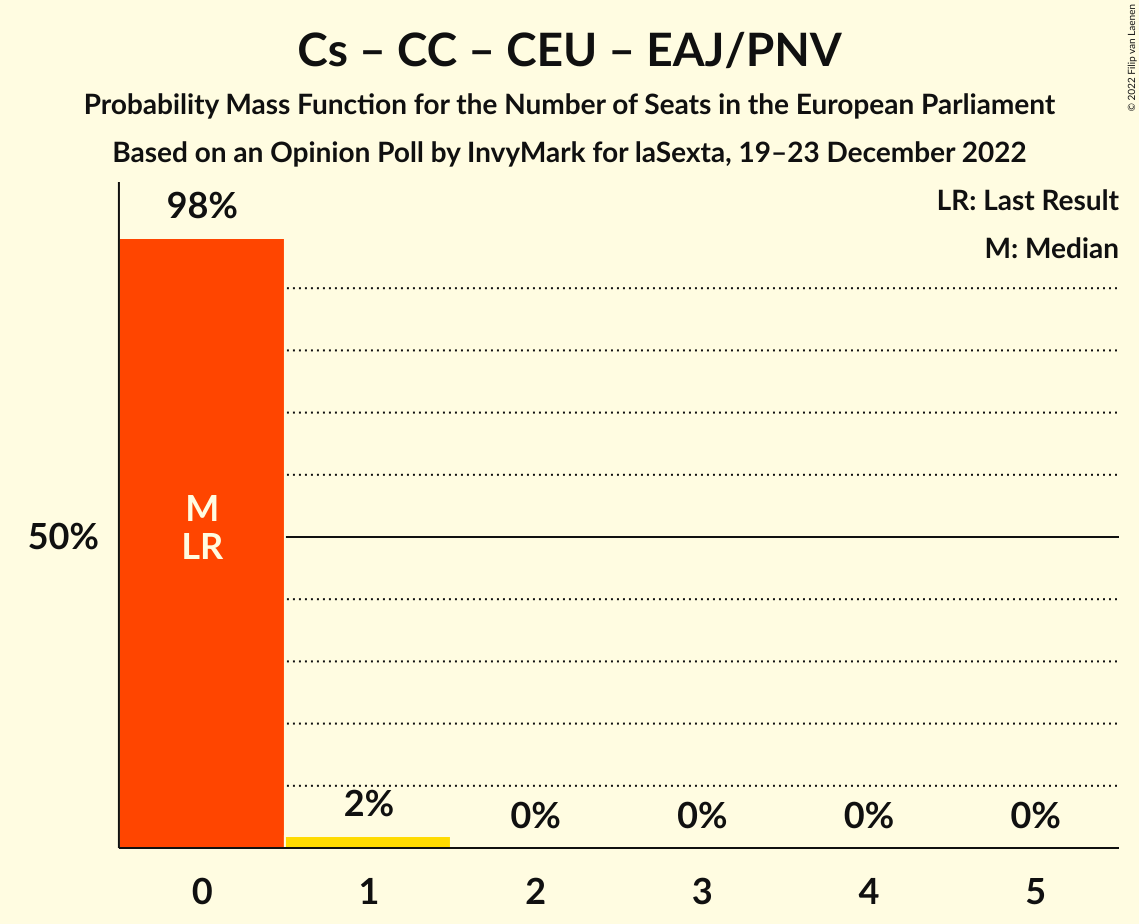 Cs – CC – CEU – EAJ/PNV
Probability Mass Function for the Number of Seats in the European Parliament
Based on an Opinion Poll by InvyMark for laSexta, 19–23 December 2022
© 2022 Filip van Laenen
LR: Last Result
M: Median
98%
M
LR
50%
2%
0%
0%
0%
0%
0
1
2
3
4
5